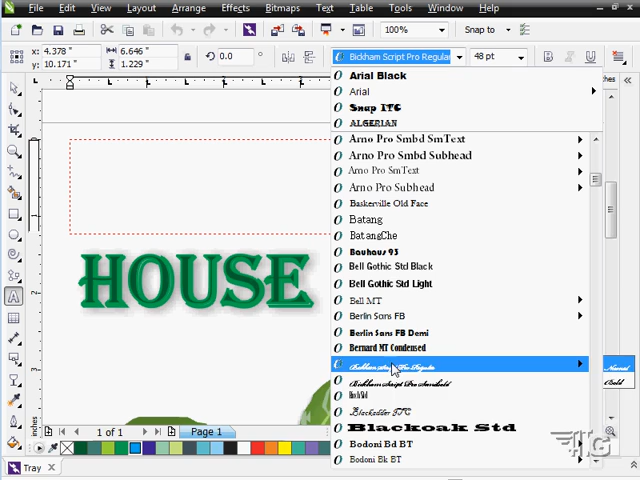 File Edit View Layout Arrange Effects Bitmaps Text Table Tools Window Help
100% Snap to
x: 4.378 " 6.646 " 0.0 Bickham Script Pro Regular 48 pt
y: 10.171 " 1.229 "
Arial Black
Arial
Snap ITC
ALGERIAN
Arno Pro Smbd SmText
Arno Pro Smbd Subhead
Arno Pro SmText
Arno Pro Subhead
Baskerville Old Face
Batang
BatangChe
Bauhaus 93
Bell Gothic Std Black
Bell Gothic Std Light
Bell MT
Berlin Sans FB
Berlin Sans FB Demi
Bernard MT Condensed
Bickham Script Pro Regular
Normal
Bickham Script Pro Semibold
Bold
Blackadder ITC
Blackoak Std
Bodoni Bd BT
Bodoni Bk BT
HOUSE
1 of 1 Page 1
inches
Tray